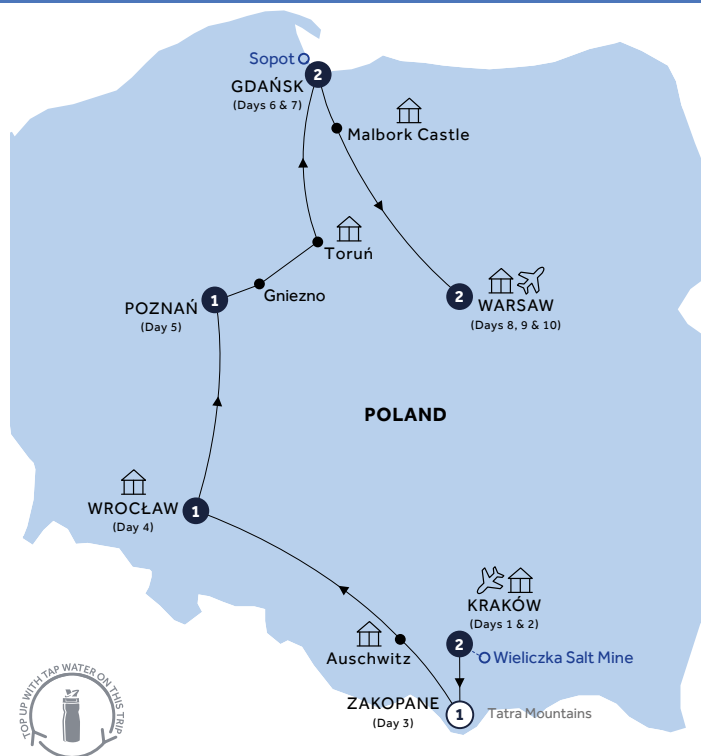 Sopot
2
GDAŃSK
(Days 6 & 7)
Malbork Castle
Toruń
Gniezno
1
POZNAŃ
(Day 5)
2
WARSAW
(Days 8, 9 & 10)
POLAND
WROCŁAW
1
(Day 4)
KRAKÓW
(Days 1 & 2)
2
Wieliczka Salt Mine
Auschwitz
ZAKOPANE
(Day 3)
1
Tatra Mountains
TOP UP WITH TAP WATER ON THIS TRIP